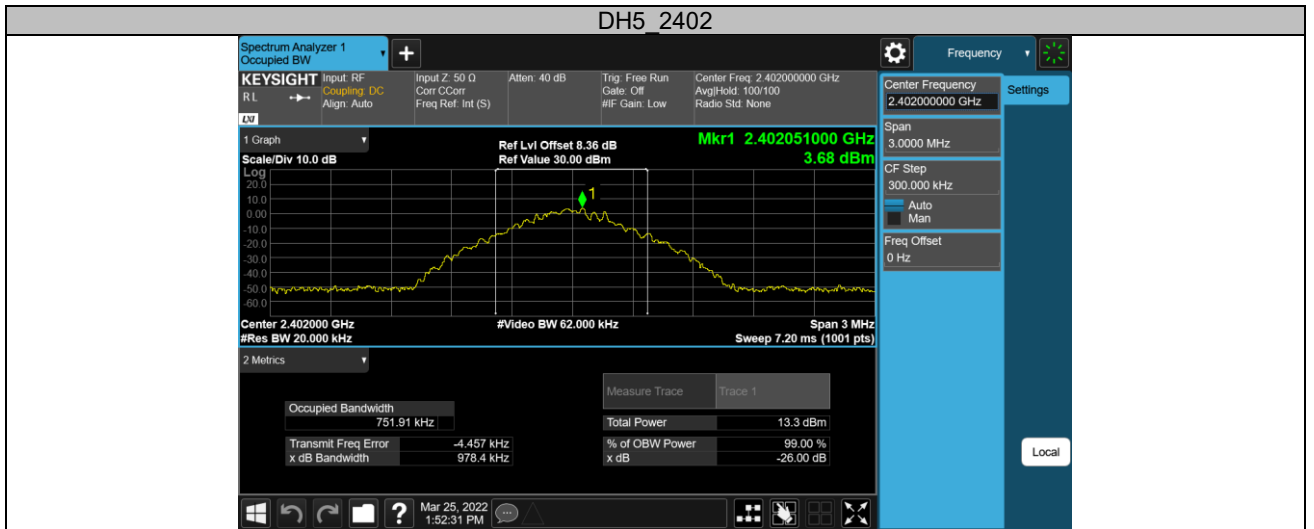 DH5_2402
Spectrum Analyzer 1
Occupied BW
Frequency
KEYSIGHT
RL
LXI
Input: RF
Coupling: DC
Align: Auto
Input Z: 50 Ω
Corr CCorr
Freq Ref: Int (S)
Atten: 40 dB
Trig: Free Run
Gate: Off
#IF Gain: Low
Center Freq: 2.402000000 GHz
Avg|Hold: 100/100
Radio Std: None
Center Frequency
2.402000000 GHz
Settings
Span
3.0000 MHz
CF Step
300.000 kHz
Auto
Man
Freq Offset
0 Hz
1 Graph
Scale/Div 10.0 dB
Ref Lvl Offset 8.36 dB
Ref Value 30.00 dBm
Mkr1 2.402051000 GHz
3.68 dBm
Log
20.0
10.0
0.00
-10.0
-20.0
-30.0
-40.0
-50.0
-60.0
1
Center 2.402000 GHz
#Res BW 20.000 kHz
#Video BW 62.000 kHz
Span 3 MHz
Sweep 7.20 ms (1001 pts)
2 Metrics
Measure Trace Trace 1
Occupied Bandwidth
751.91 kHz
Total Power 13.3 dBm
Transmit Freq Error -4.457 kHz
% of OBW Power 99.00 %
x dB Bandwidth 978.4 kHz
x dB -26.00 dB
Local
?
Mar 25, 2022
1:52:31 PM